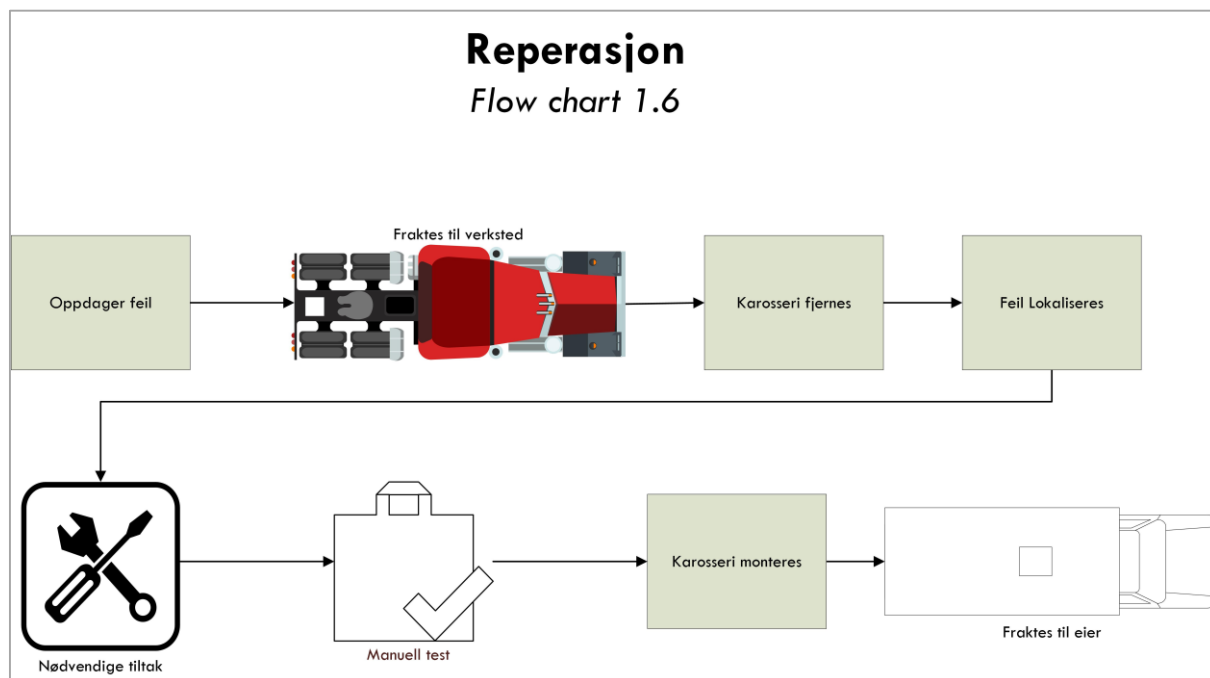 Reperasjon
Flow chart 1.6
Oppdager feil
Fraktes til verksted
Karosseri fjernes
Feil Lokaliseres
Nødvendige tiltak
Manuell test
Karosseri monteres
Fraktes til eier